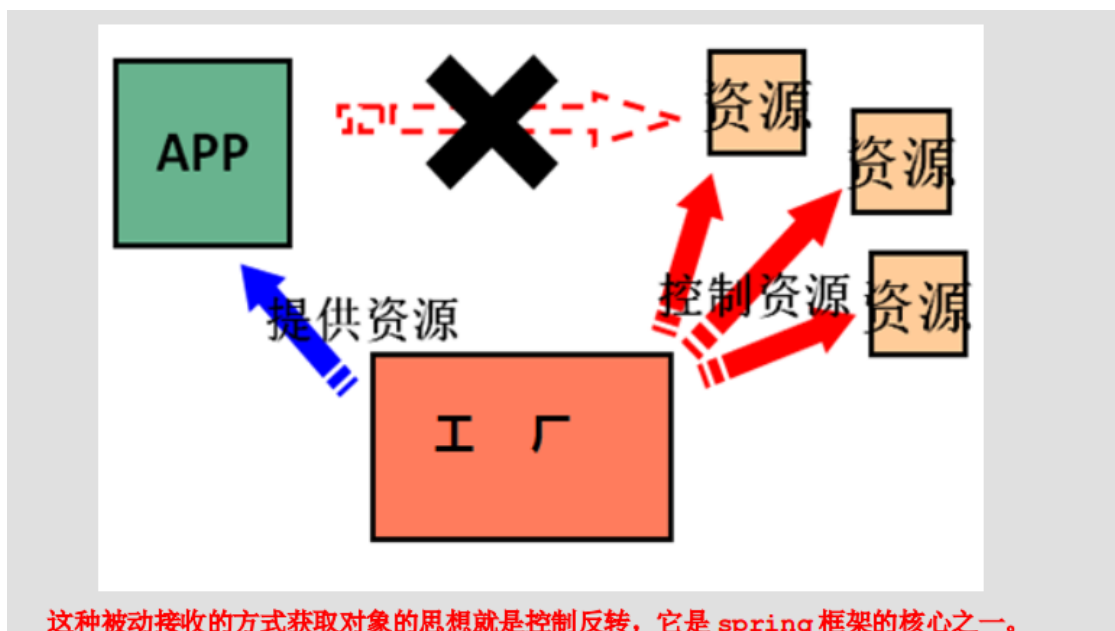 APP
资源
资源
资源
控制资源
提供资源
工 厂
这种被动接收的方式获取对象的思想就是控制反转，它是 spring 框架的核心之一。